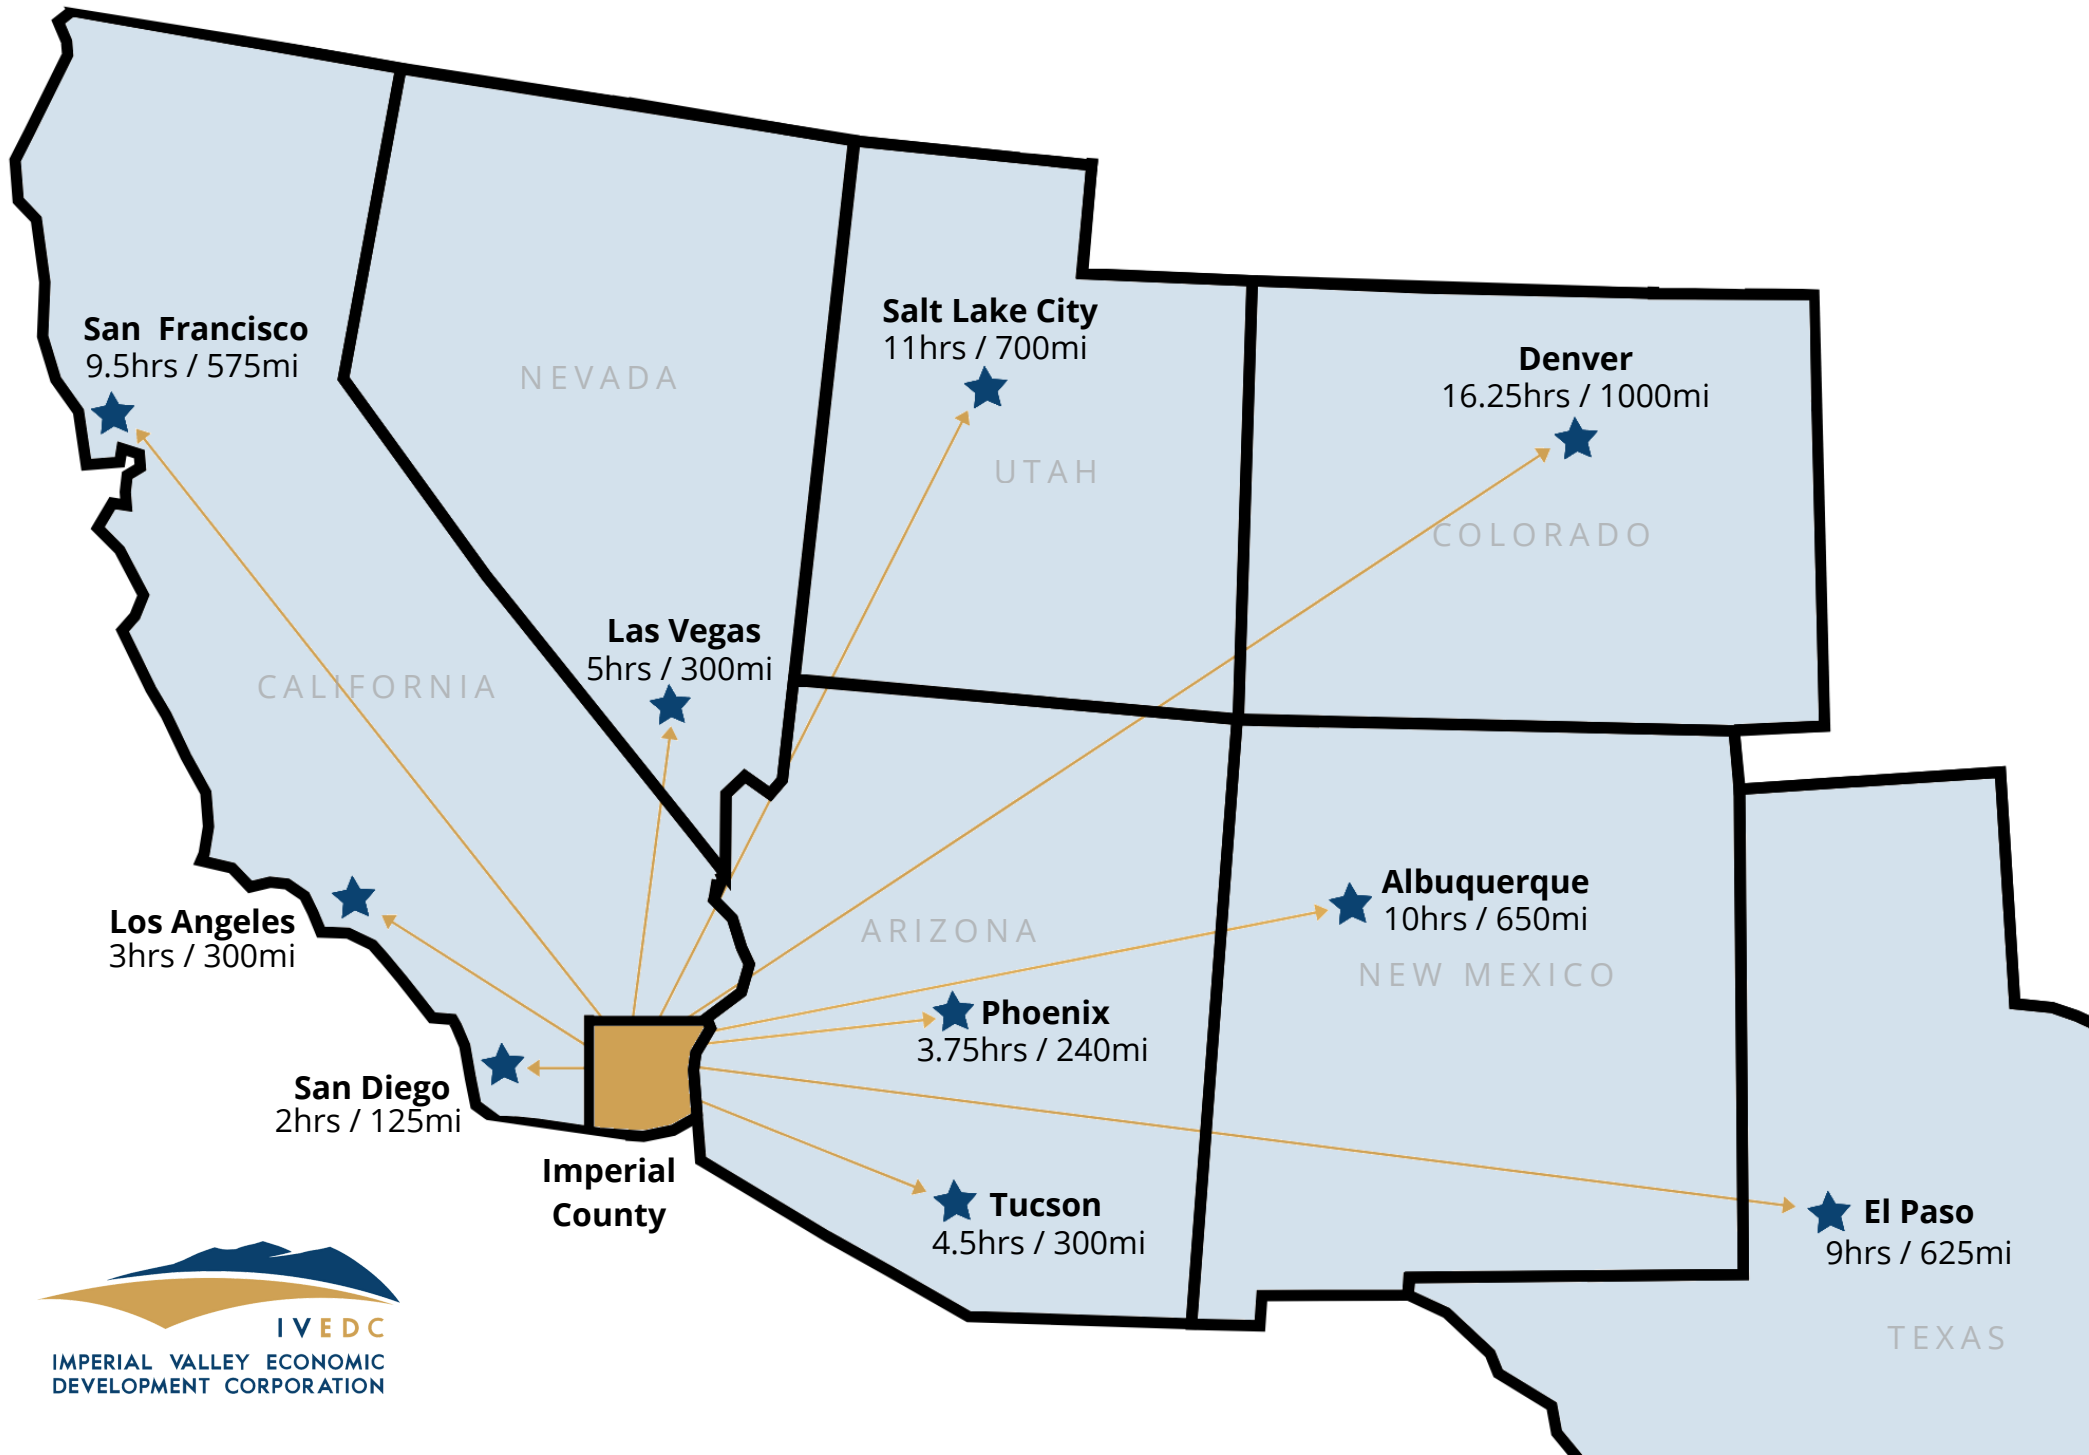 Salt Lake City
11hrs / 700mi
San  Francisco
9.5hrs / 575mi
Denver
16.25hrs / 1000mi
NEVADA
UTAH
COLORADO
Las Vegas
5hrs / 300mi
CALIFORNIA
Albuquerque
10hrs / 650mi
Los Angeles
3hrs / 300mi
ARIZONA
NEW MEXICO
Phoenix
3.75hrs / 240mi
San Diego
2hrs / 125mi
Imperial
County
Tucson
4.5hrs / 300mi
El Paso
9hrs / 625mi
TEXAS
IVEDC
IMPERIAL VALLEY ECONOMIC
DEVELOPMENT CORPORATION